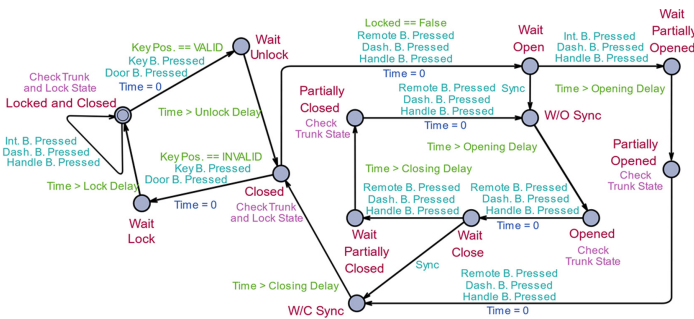 Wait
Unlock
Key Pos. == VALID
Key B. Pressed
Door B. Pressed
Time = 0
Check Trunk
and Lock State
Locked and Closed
Int. B. Pressed
Dash. B. Pressed
Handle B. Pressed
Time > Lock Delay
Wait
Lock
Time > Unlock Delay
Key Pos. == INVALID
Key B. Pressed
Door B. Pressed
Time = 0
Closed
Check Trunk
and Lock State
Locked == False
Remote B. Pressed
Dash. B. Pressed
Handle B. Pressed
Time = 0
Wait
Open
Int. B. Pressed
Dash. B. Pressed
Handle B. Pressed
Time = 0
Wait
Partially
Opened
Time > Opening Delay
Partially
Opened
Check
Trunk State
Sync
W/O Sync
Partially
Closed
Check
Trunk State
Remote B. Pressed
Dash. B. Pressed
Handle B. Pressed
Time = 0
Time > Opening Delay
Time > Closing Delay
Remote B. Pressed
Dash. B. Pressed
Handle B. Pressed
Wait
Partially
Closed
Remote B. Pressed
Dash. B. Pressed
Handle B. Pressed
Time = 0
Wait
Close
Opened
Check
Trunk State
Sync
Time > Closing Delay
W/C Sync
Remote B. Pressed
Dash. B. Pressed
Handle B. Pressed
Time = 0